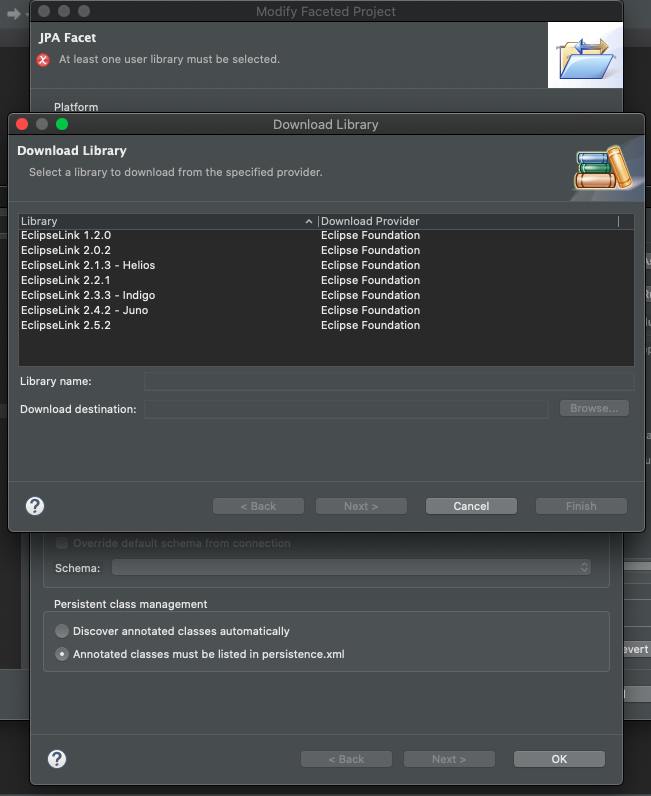 Modify Faceted Project
JPA Facet
At least one user library must be selected.
Platform
Download Library
Download Library
Select a library to download from the specified provider.
Library Download Provider
EclipseLink 1.2.0 Eclipse Foundation
EclipseLink 2.0.2 Eclipse Foundation
EclipseLink 2.1.3 - Helios Eclipse Foundation
EclipseLink 2.2.1 Eclipse Foundation
EclipseLink 2.3.3 - Indigo Eclipse Foundation
EclipseLink 2.4.2 - Juno Eclipse Foundation
EclipseLink 2.5.2 Eclipse Foundation
Library name:
Download destination: Browse...
? < Back Next > Cancel Finish
Override default schema from connection
Schema:
Persistent class management
Discover annotated classes automatically
evert
Annotated classes must be listed in persistence.xml
? < Back Next > OK